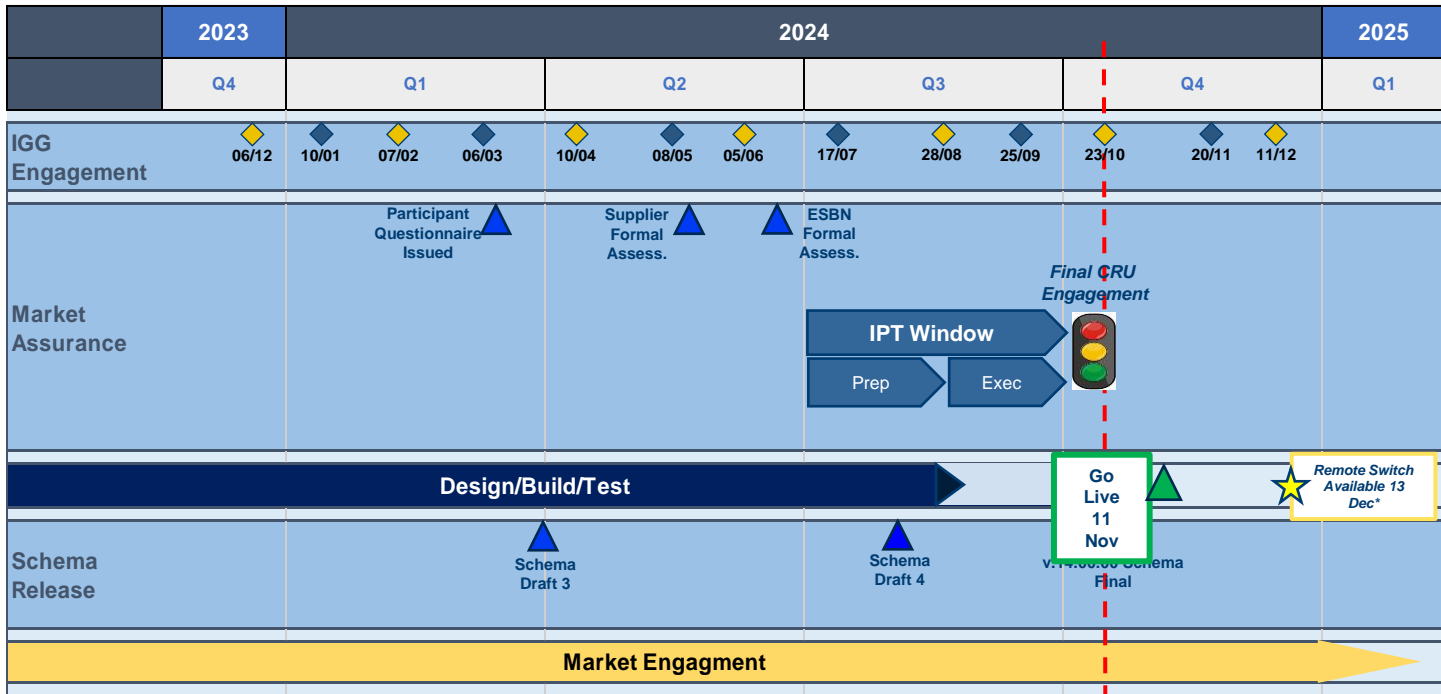 2023
2024
2025
Q4
Q1
Q2
Q3
Q4
Q1
IGG
Engagement
06/12
10/01
07/02
06/03
10/04
08/05
05/06
17/07
28/08
25/09
23/10
20/11
11/12
Market
Assurance
Participant
Questionnaire
Issued
Supplier
Formal
Assess.
ESBN
Formal
Assess.
Final CRU
Engagement
IPT Window
Prep
Exec
Design/Build/Test
Go
Live
11
Nov
Remote Switch
Available 13
Dec*
Schema
Release
Schema
Draft 3
Schema
Draft 4
Schema
Final
Market Engagment